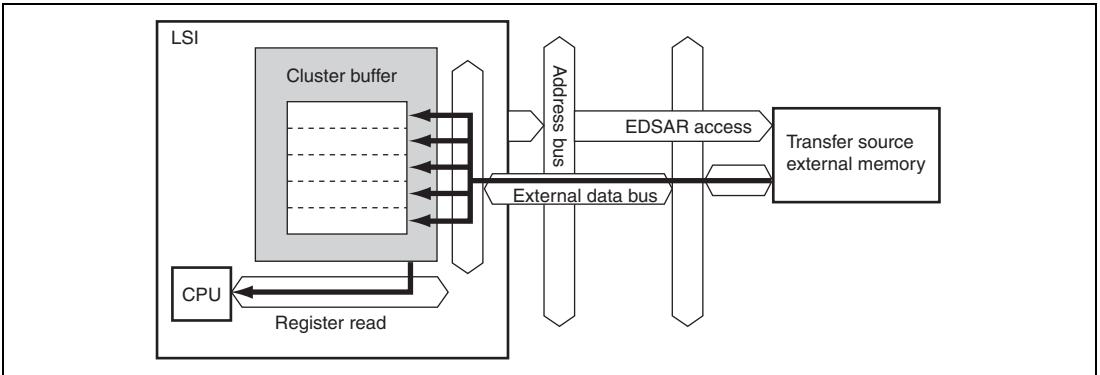 LSI
Cluster buffer
Address bus
EDSAR access
Transfer source
external memory
External data bus
CPU
Register read